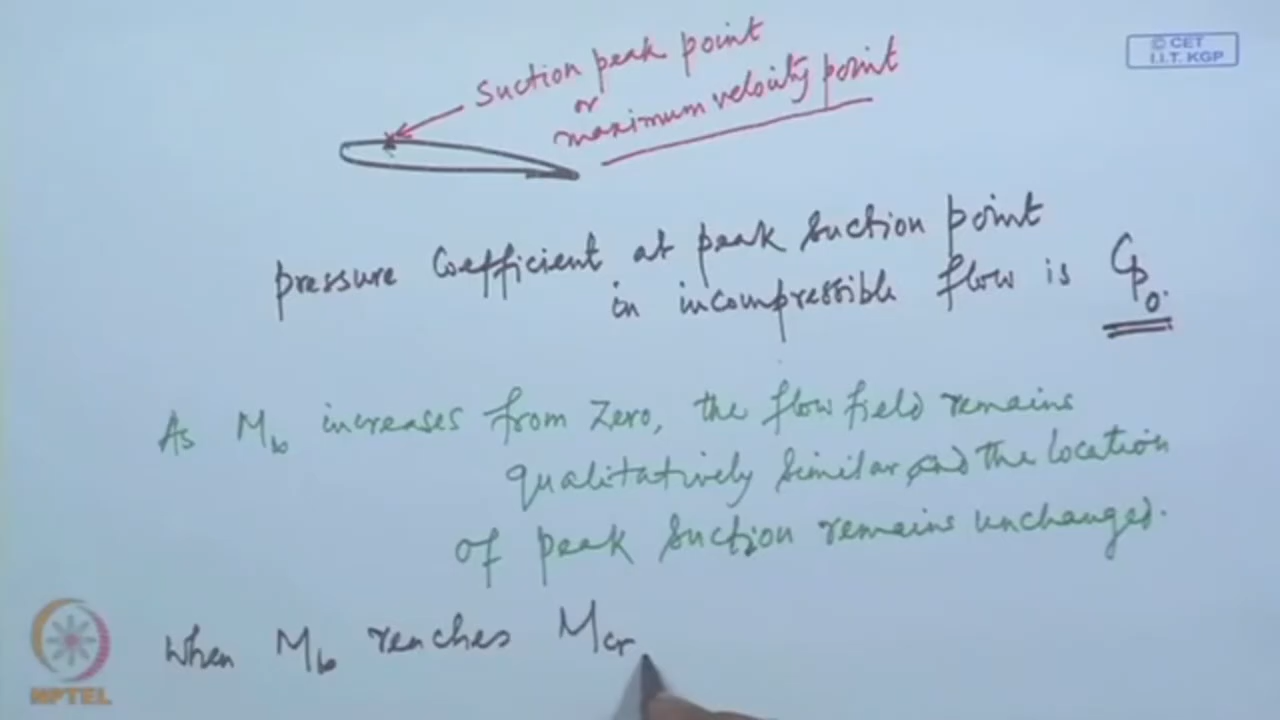 © CET
I.I.T. KGP
Suction peak point
or
maximum velocity point
pressure Coefficient at peak suction point
in incompressible flow is Cp₀.
As M∞ increases from zero, the flow field remains
qualitatively similar and the location
of peak suction remains unchanged.
When M∞ reaches Mcr
NPTEL